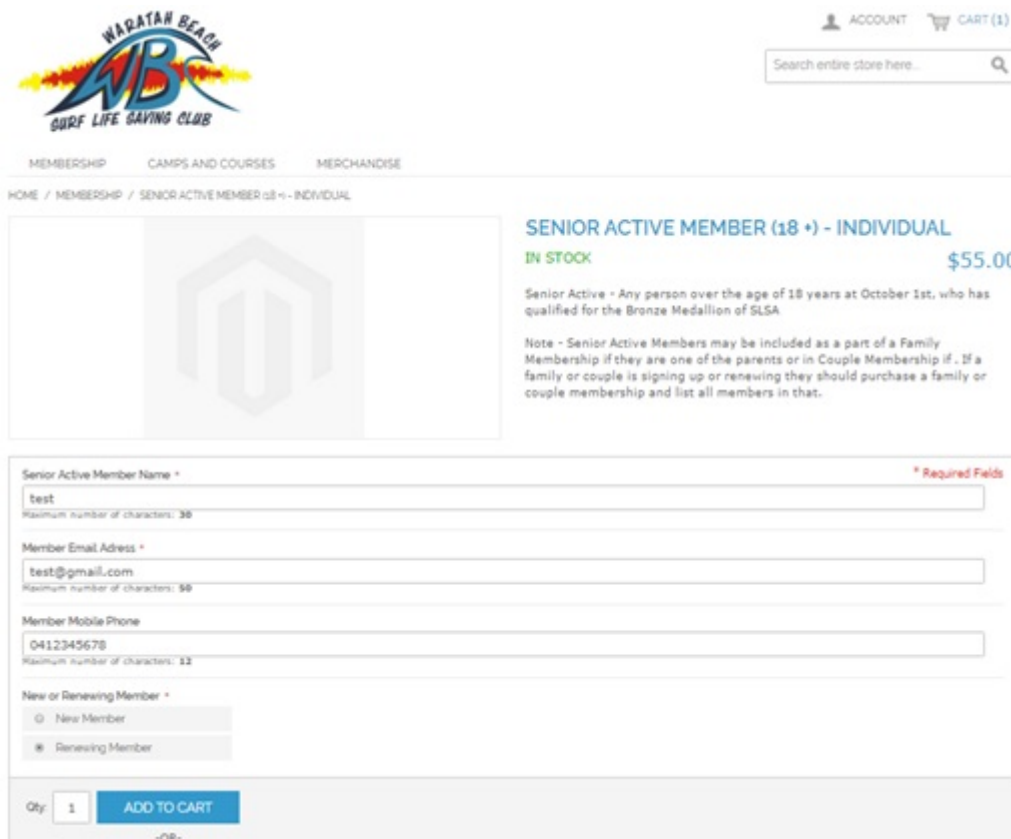 WARATAH BEACH
WB
SURF LIFE SAVING CLUB
ACCOUNT CART (1)
Search entire store here...
MEMBERSHIP CAMPS AND COURSES MERCHANDISE
HOME / MEMBERSHIP / SENIOR ACTIVE MEMBER (18 +) - INDIVIDUAL
SENIOR ACTIVE MEMBER (18 +) - INDIVIDUAL
IN STOCK
$55.00
Senior Active - Any person over the age of 18 years at October 1st, who has
qualified for the Bronze Medallion of SLSA
Note - Senior Active Members may be included as a part of a Family
Membership if they are one of the parents or in Couple Membership if . If a
family or couple is signing up or renewing they should purchase a family or
couple membership and list all members in that.
* Required Fields
Senior Active Member Name *
test
Maximum number of characters: 30
Member Email Adress *
test@gmail.com
Maximum number of characters: 50
Member Mobile Phone
0412345678
Maximum number of characters: 12
New or Renewing Member *
New Member
Renewing Member
Qty: 1 ADD TO CART
-OR-